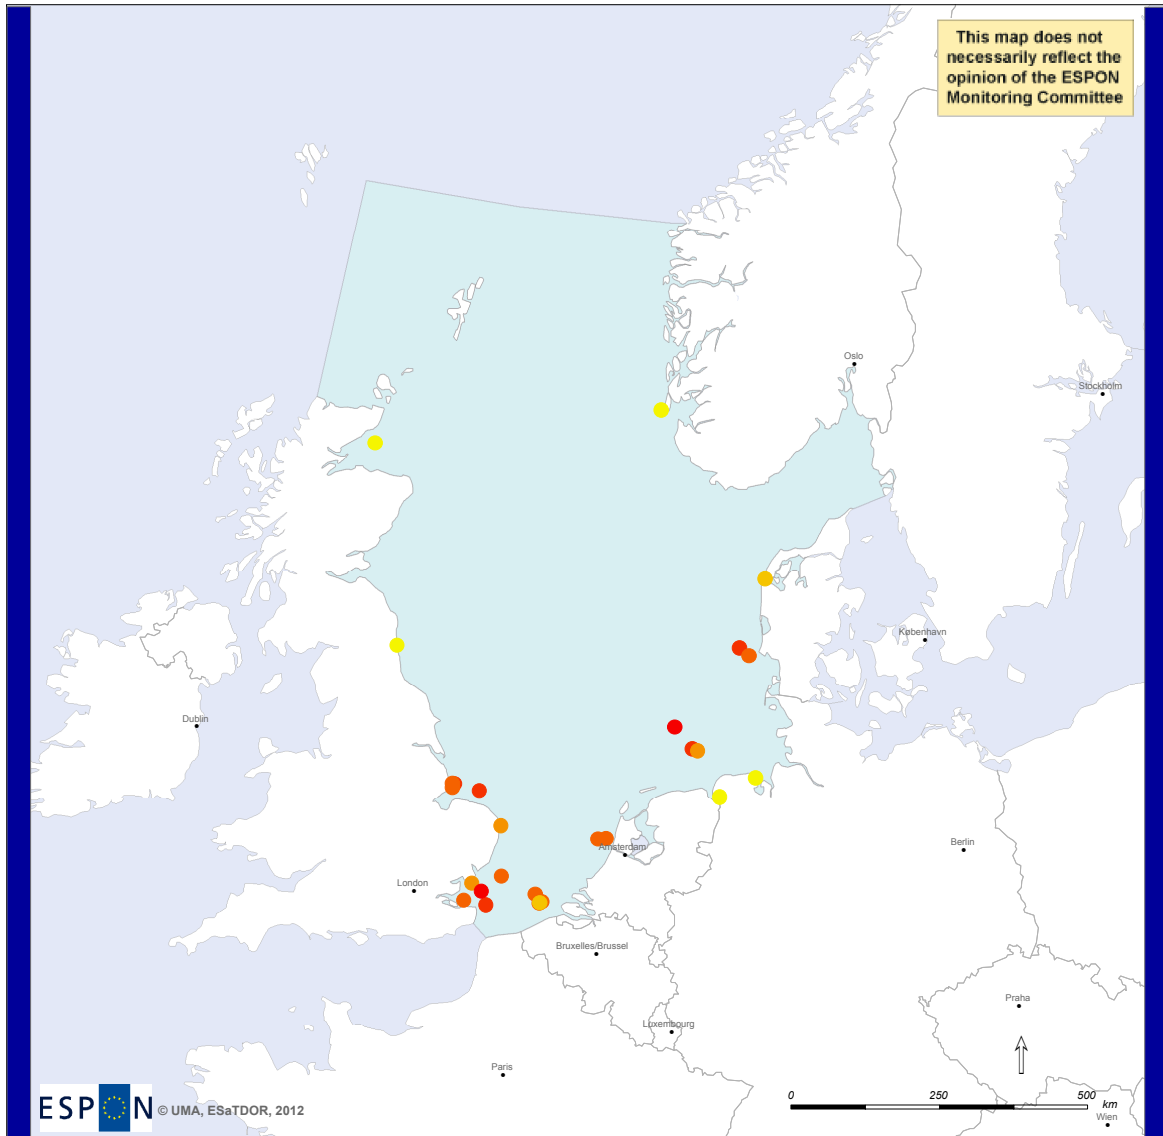 This map does not
necessarily reflect the
opinion of the ESPON
Monitoring Committee
Oslo
Stockholm
København
Dublin
Amsterdam
Berlin
London
Bruxelles/Brussel
Praha
Luxembourg
Paris
0 250 500 km
ESPON © UMA, ESaTDOR, 2012
Wien